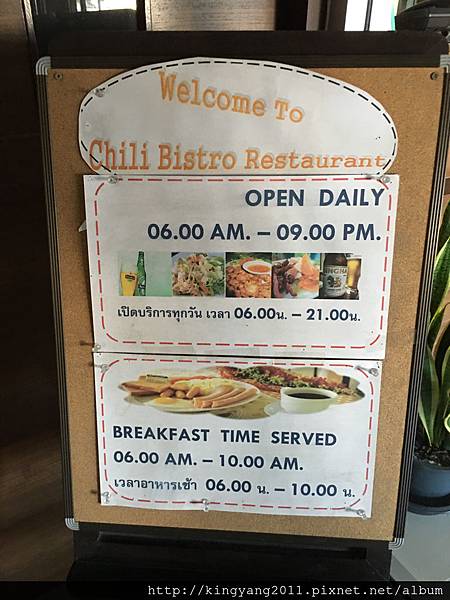 Welcome To
Chili Bistro Restaurant
OPEN DAILY
06.00 AM. – 09.00 PM.
SINGHA
เปิดบริการทุกวัน เวลา 06.00น. – 21.00น.
BREAKFAST TIME SERVED
06.00 AM. – 10.00 AM.
เวลาอาหารเช้า 06.00 น. – 10.00 น.
http://kingyang2011.pixnet.net/album